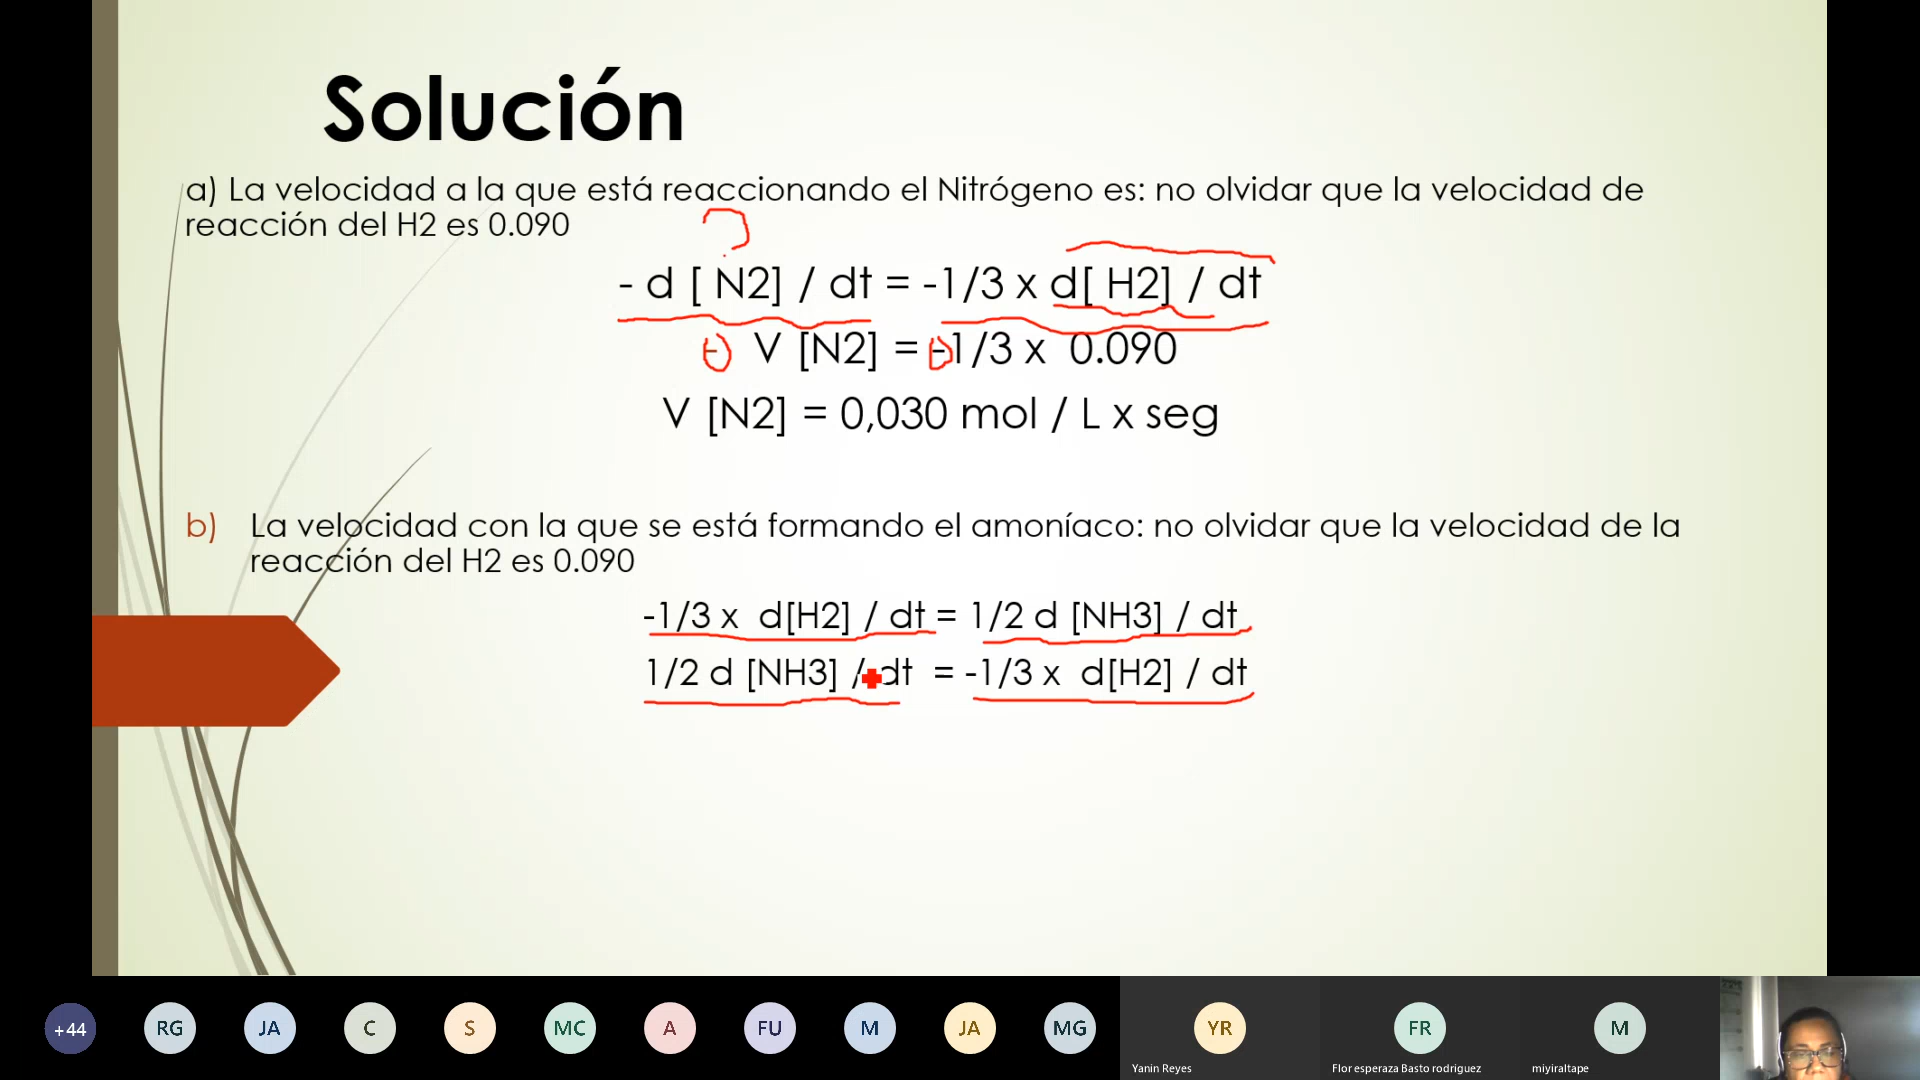 Solución
a) La velocidad a la que está reaccionando el Nitrógeno es: no olvidar que la velocidad de
reacción del H2 es 0.090
- d [ N2] / dt = -1/3 x d[ H2] / dt
(-) V [N2] = -1/3 x 0.090
V [N2] = 0,030 mol / L x seg
b) La velocidad con la que se está formando el amoníaco: no olvidar que la velocidad de la
reacción del H2 es 0.090
-1/3 x d[H2] / dt = 1/2 d [NH3] / dt
1/2 d [NH3] / dt = -1/3 x d[H2] / dt
+44 RG JA C S MC A FU M JA MG YR FR M
Yanin Reyes Flor esperaza Basto rodriguez miyiraltape